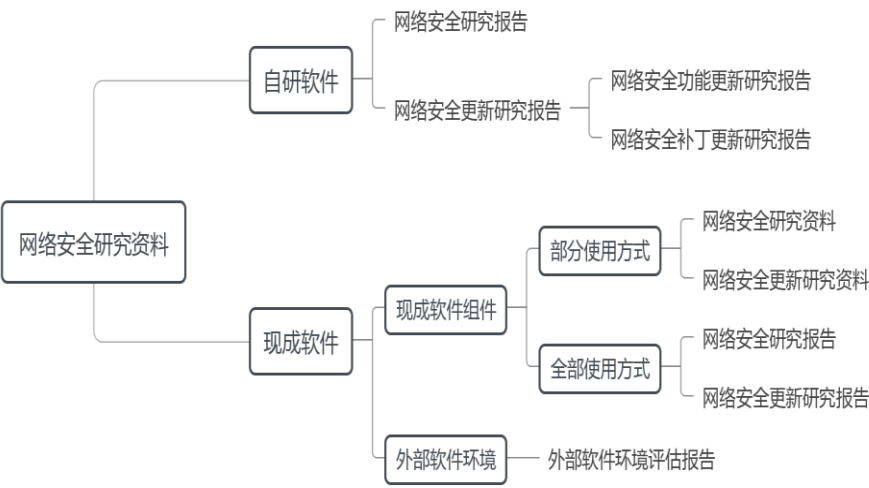 网络安全研究资料
自研软件
网络安全研究报告
网络安全更新研究报告
网络安全功能更新研究报告
网络安全补丁更新研究报告
现成软件
现成软件组件
部分使用方式
网络安全研究资料
网络安全更新研究资料
全部使用方式
网络安全研究报告
网络安全更新研究报告
外部软件环境
外部软件环境评估报告